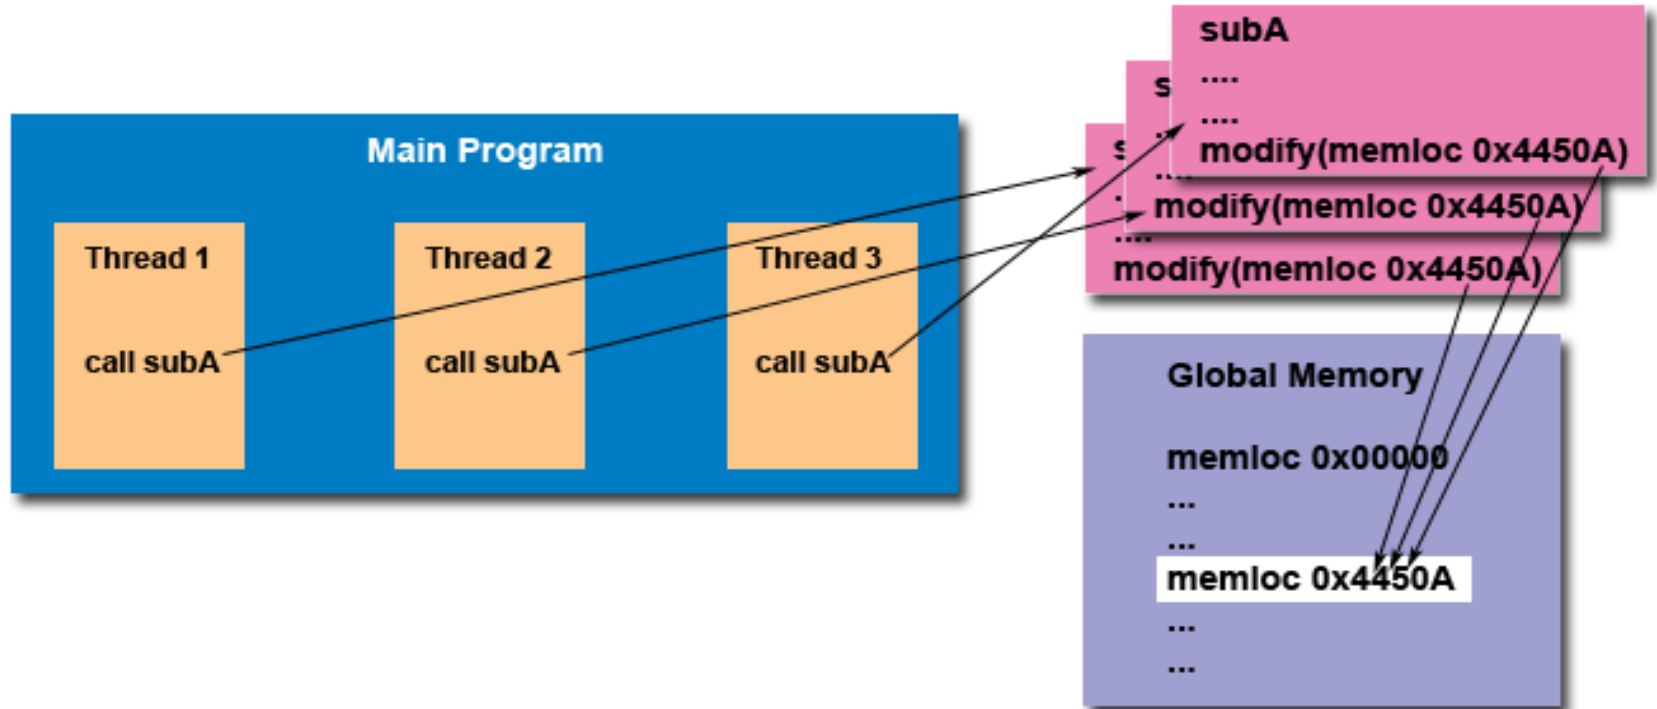 Main Program
Thread 1
call subA
Thread 2
call subA
Thread 3
call subA
subA
....
....
modify(memloc 0x4450A)
s
....
modify(memloc 0x4450A)
s
....
modify(memloc 0x4450A)
Global Memory
memloc 0x00000
...
...
memloc 0x4450A
...
...